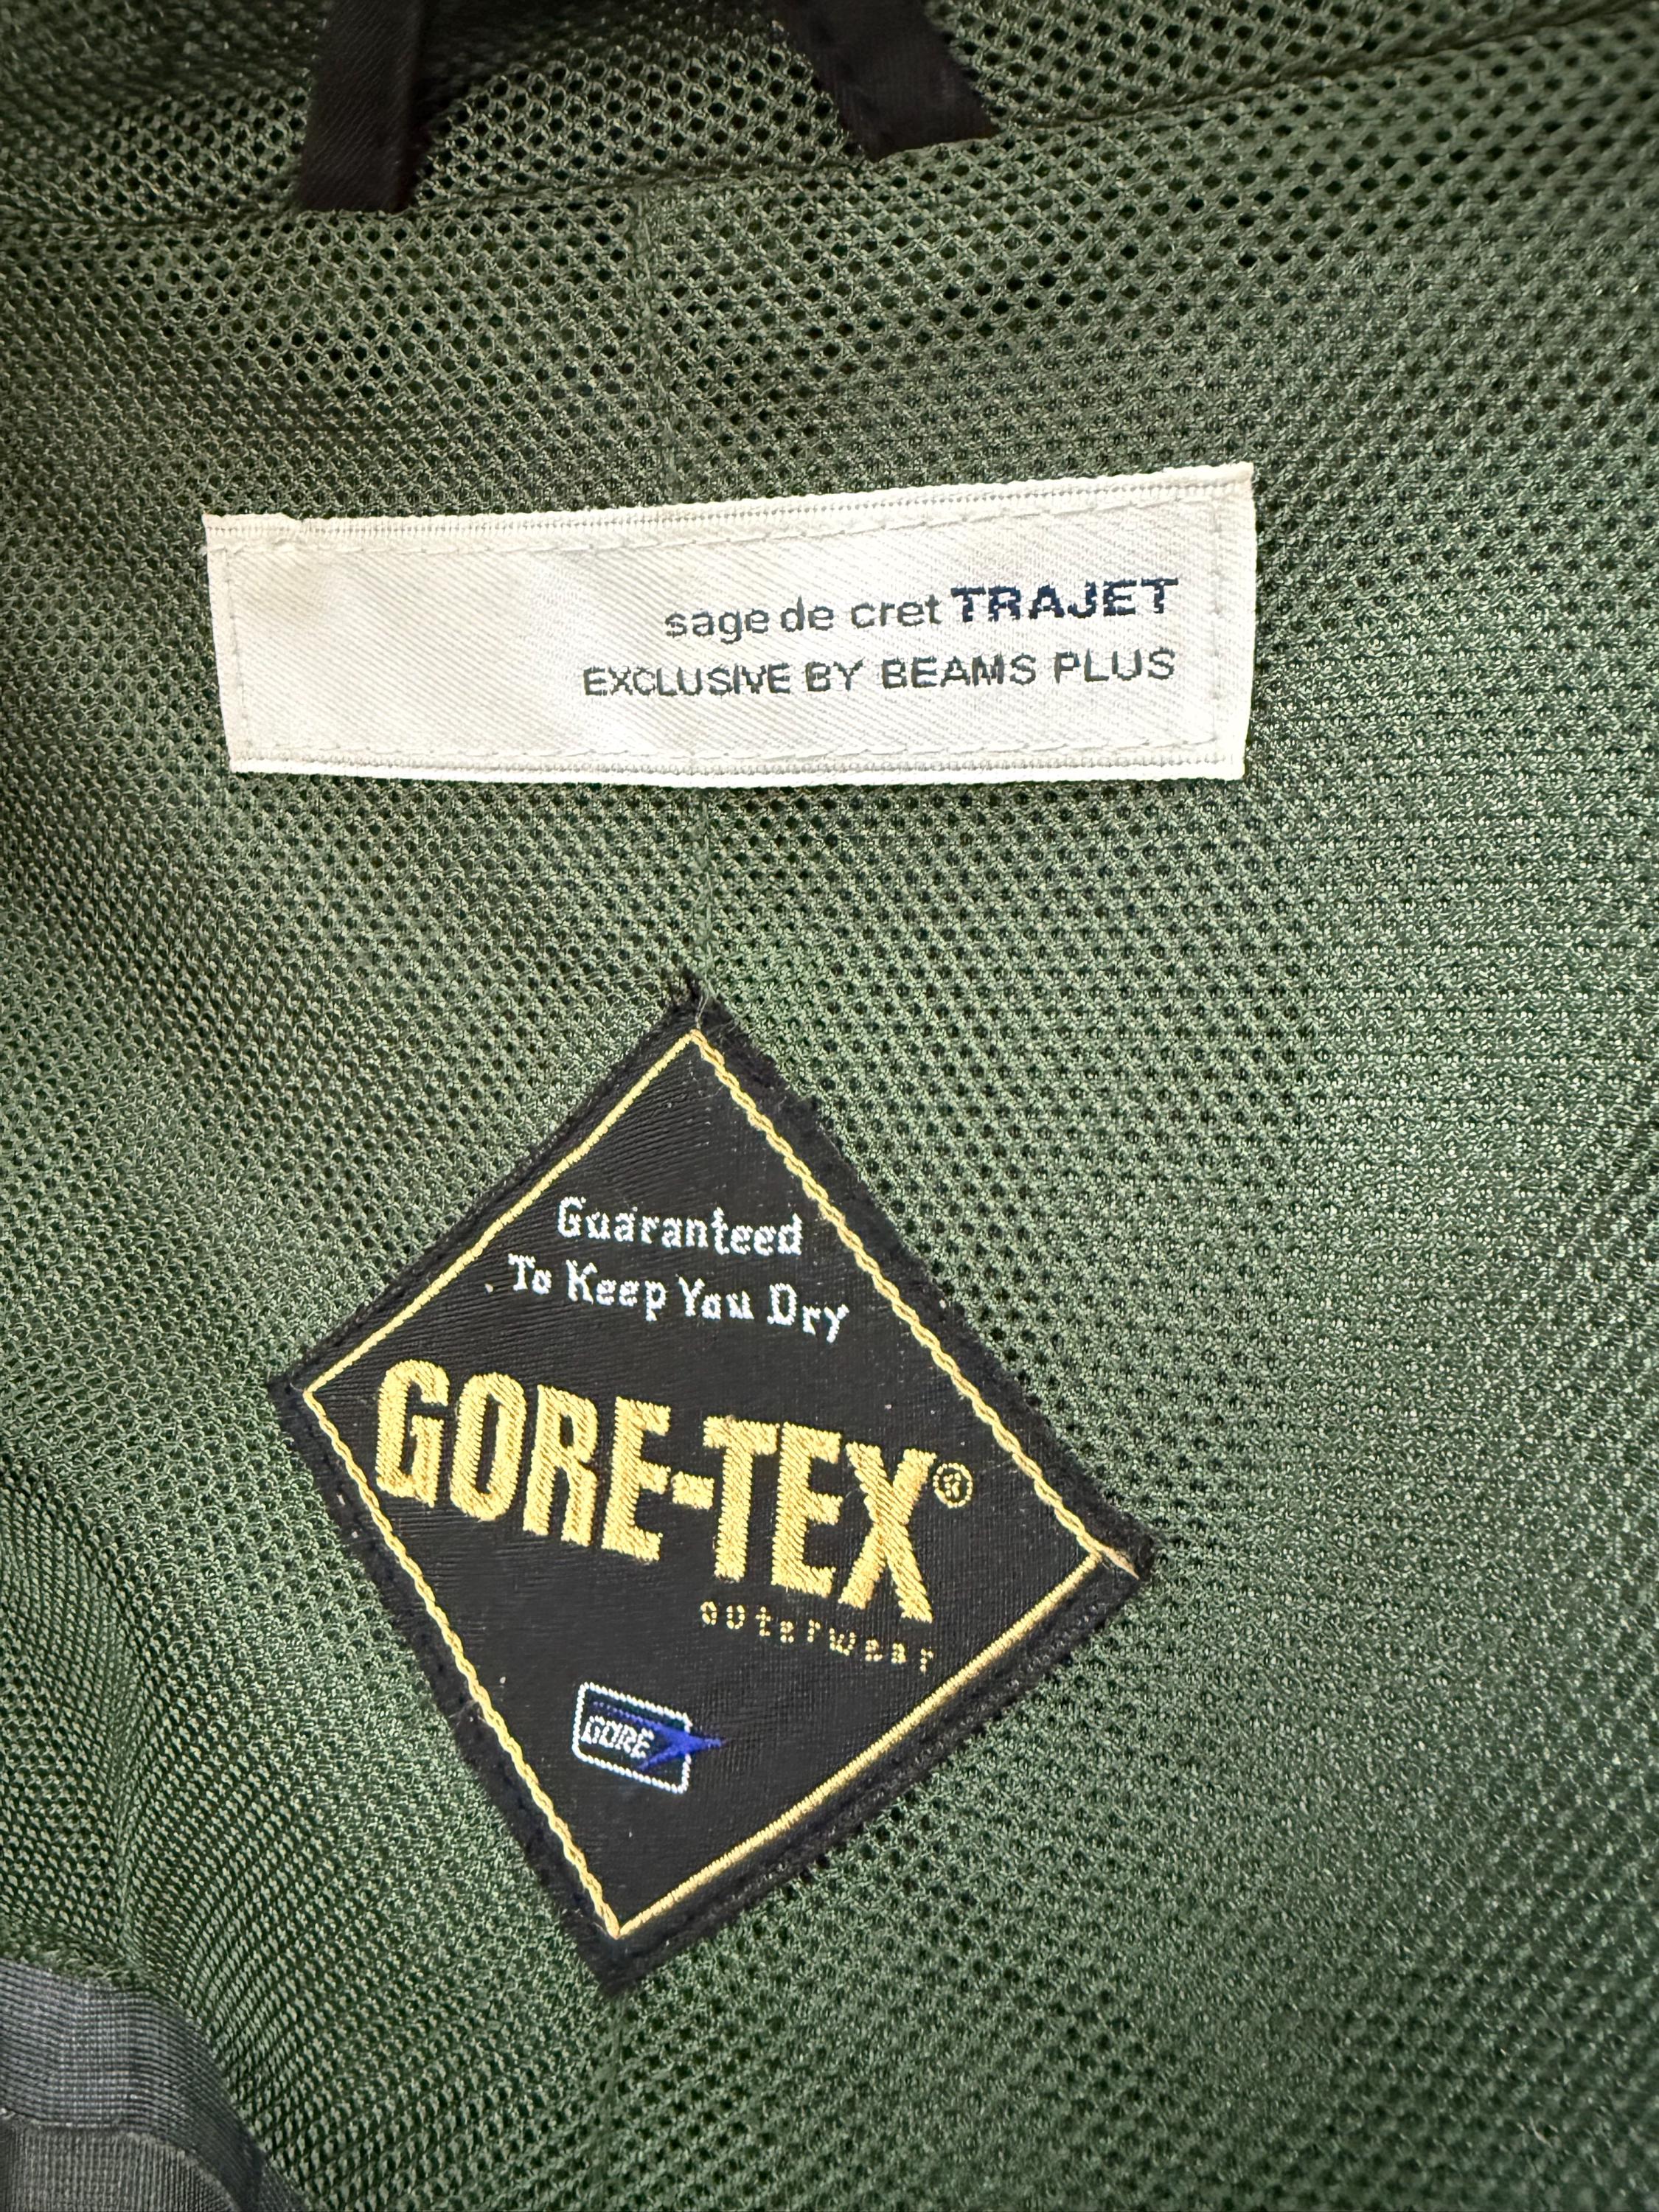 sage de cret TRAJET
EXCLUSIVE BY BEAMS PLUS
Guaranteed
To Keep You Dry
GORE-TEX®
outerwear
GORE